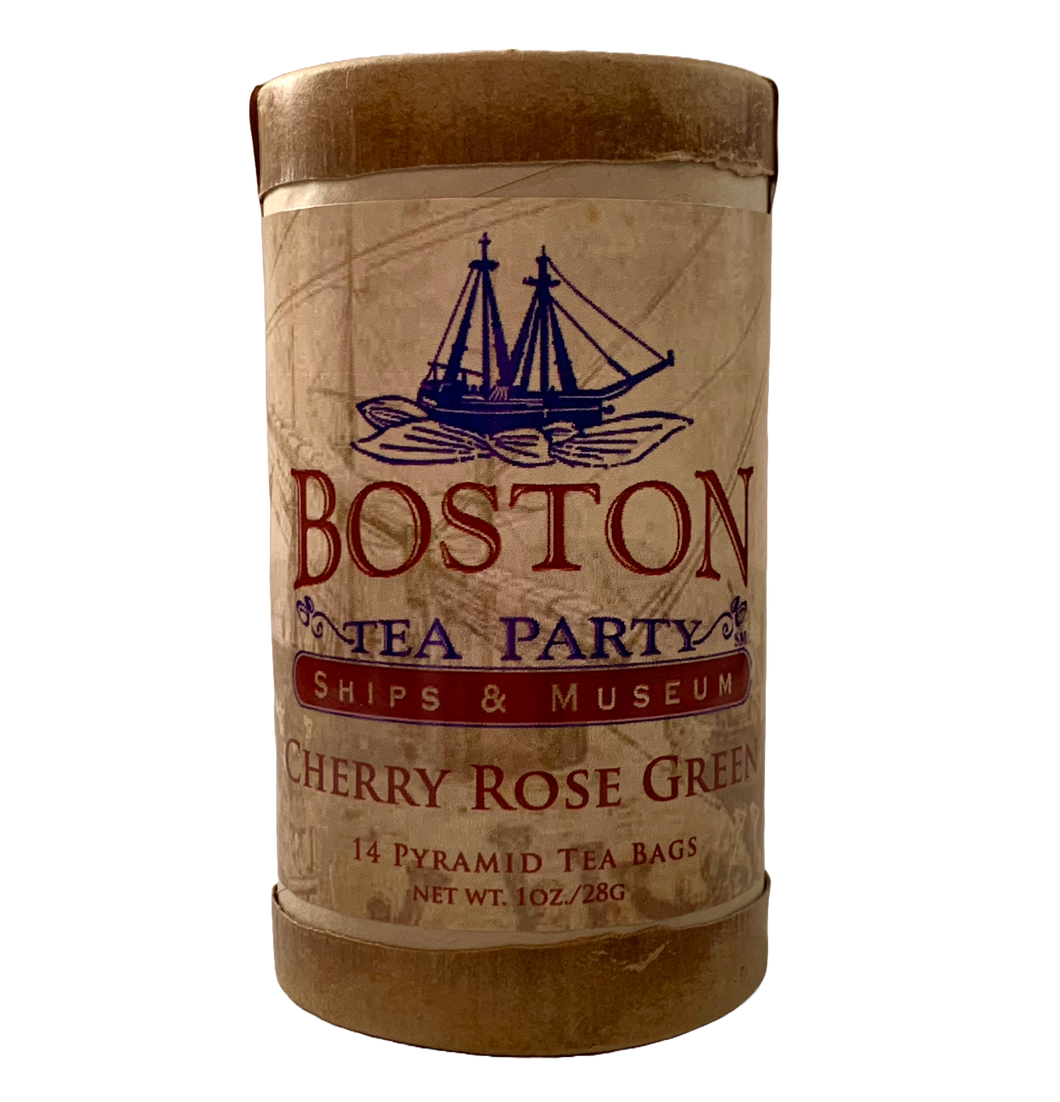 BOSTON
TEA PARTY SM
SHIPS & MUSEUM
CHERRY ROSE GREEN
14 PYRAMID TEA BAGS
NET WT. 1OZ./28G